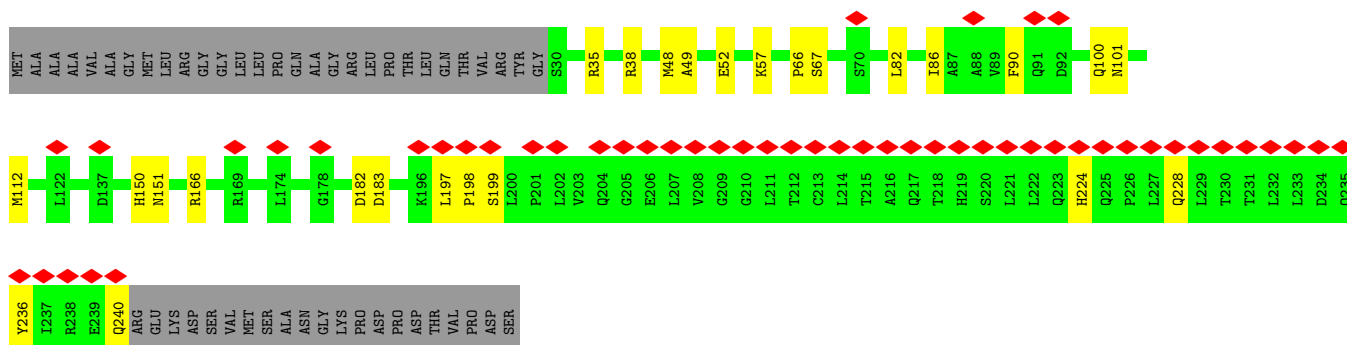 MET ALA ALA ALA VAL ALA GLY MET LEU ARG GLY GLY LEU LEU PRO GLN ALA GLY ARG LEU PRO THR LEU GLN THR VAL ARG TYR GLY S30 R35 R38 M48 A49 E52 K57 P66 S67 S70 L82 I86 A87 A88 V89 F90 Q91 D92 Q100 N101
M112 L122 D137 H150 N151 R166 R169 L174 G178 D182 D183 K196 L197 P198 S199 L200 P201 L202 V203 Q204 G205 E206 L207 V208 G209 G210 L211 T212 C213 L214 T215 A216 Q217 T218 H219 S220 L221 L222 Q223 H224 Q225 P226 L227 Q228 L229 T230 T231 L232 L233 D234
Y236 I237 R238 E239 Q240 ARG GLU LYS ASP SER VAL MET SER ALA ASN GLY LYS PRO ASP PRO ASP THR VAL PRO ASP SER